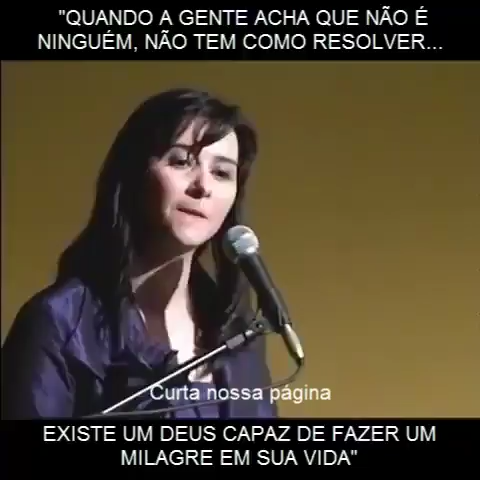 "QUANDO A GENTE ACHA QUE NÃO É
NINGUÉM, NÃO TEM COMO RESOLVER...
Curta nossa página
EXISTE UM DEUS CAPAZ DE FAZER UM
MILAGRE EM SUA VIDA"